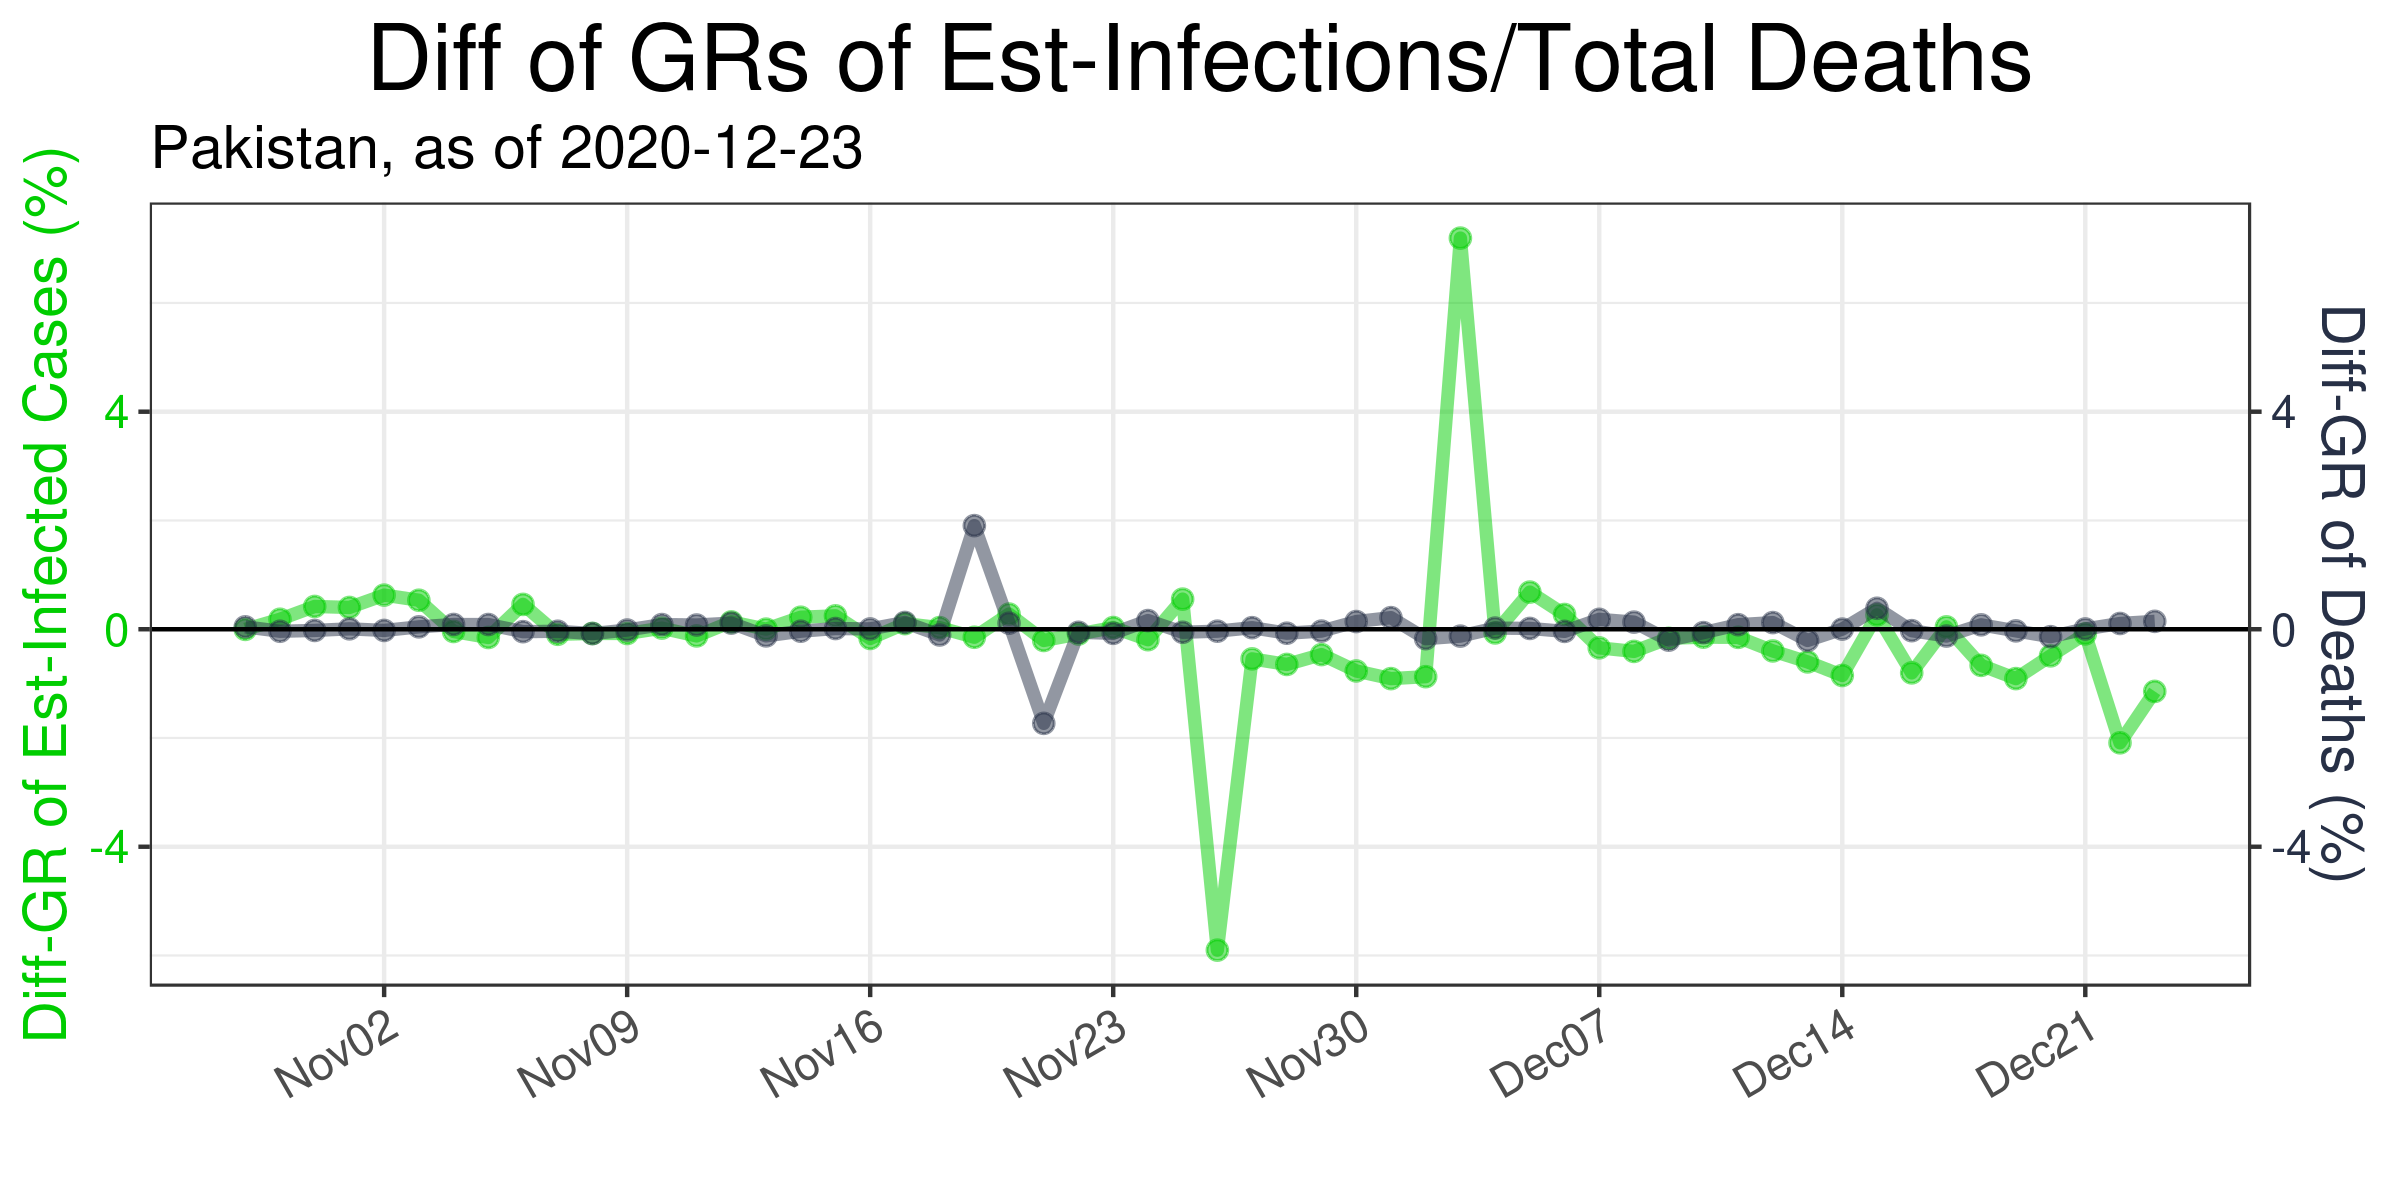 Diff of GRs of Est-Infections/Total Deaths
Pakistan, as of 2020-12-23
Diff-GR of Est-Infected Cases (%)
4
0
-4
4
0
-4
Diff-GR of Deaths (%)
Nov02
Nov09
Nov16
Nov23
Nov30
Dec07
Dec14
Dec21